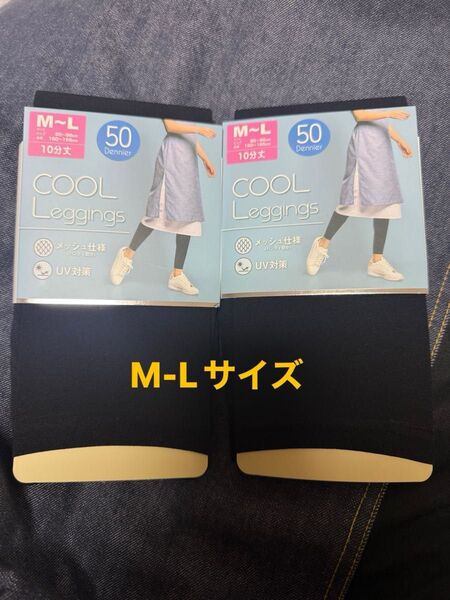 M~L
50
Dennier
10分丈
COOL
Leggings
メッシュ仕様
UV対策
M~L
50
Dennier
10分丈
COOL
Leggings
メッシュ仕様
UV対策
M-Lサイズ